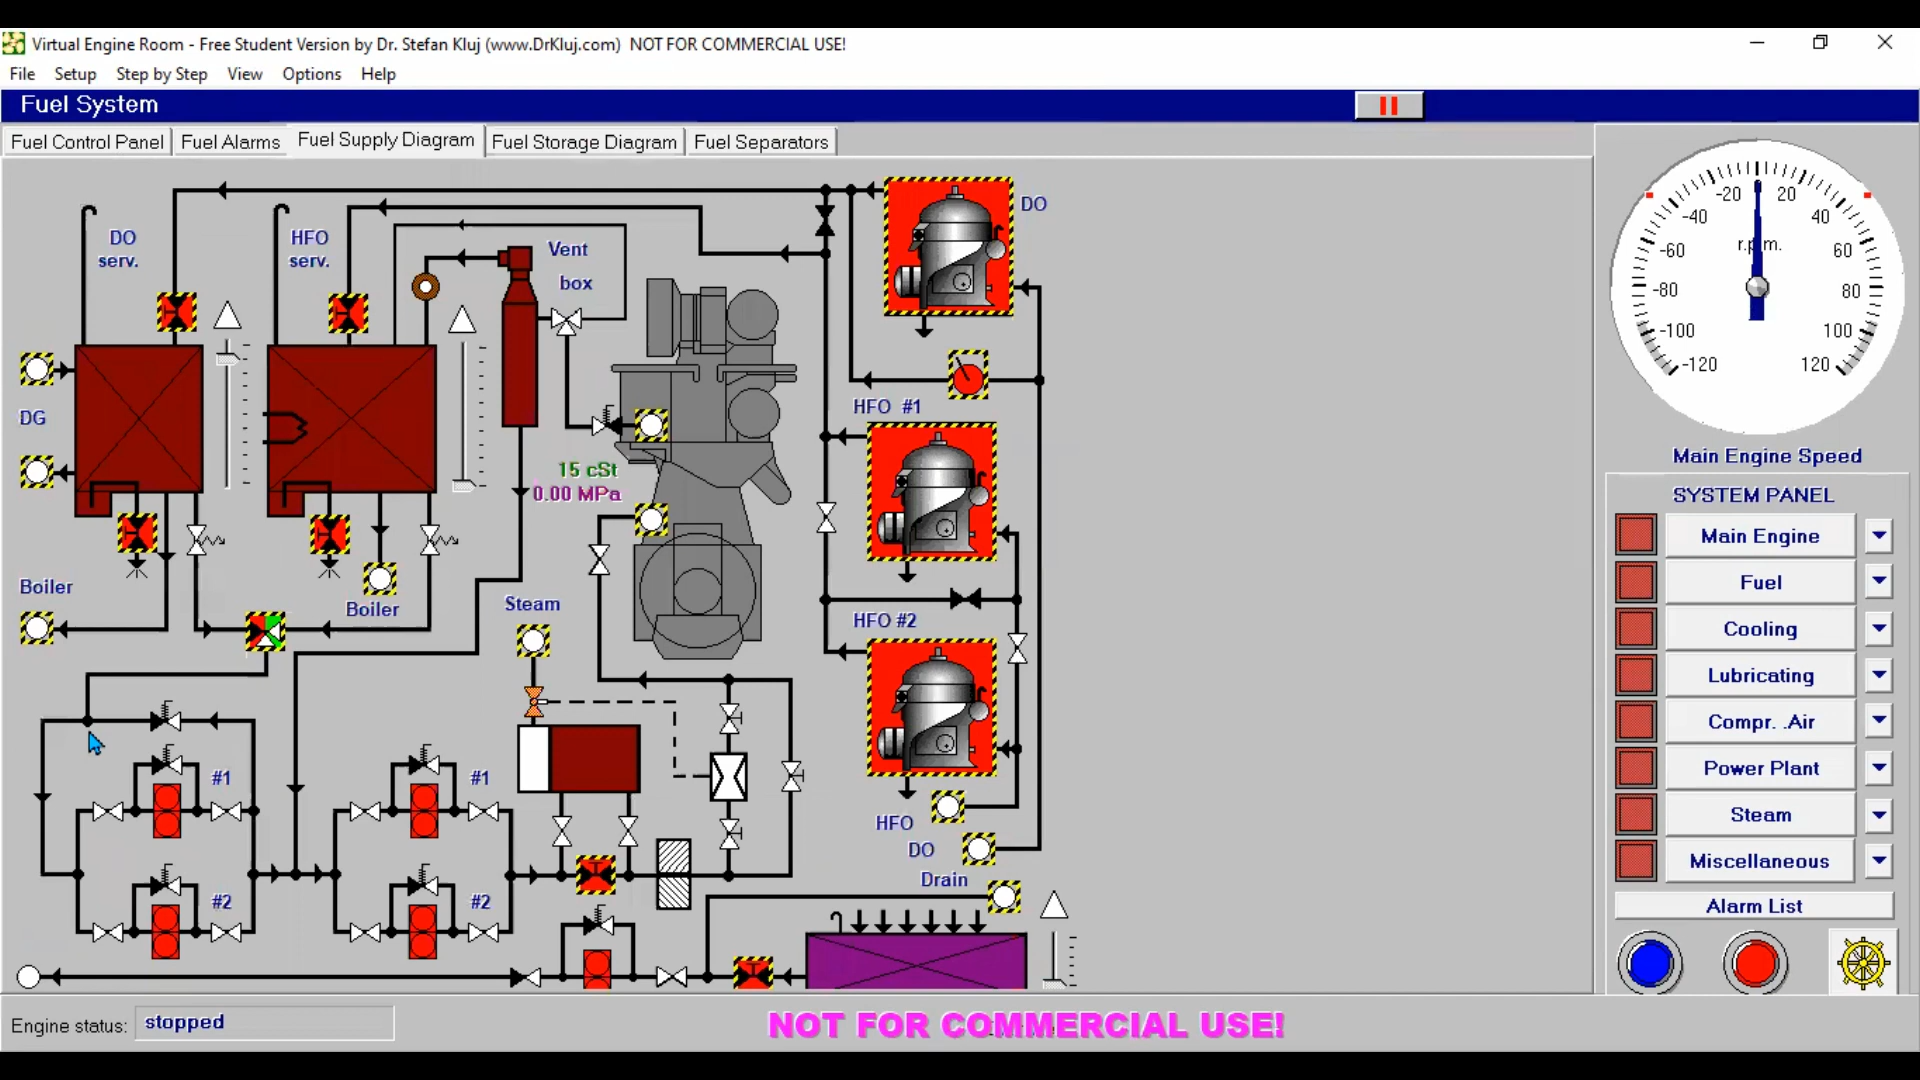 Virtual Engine Room - Free Student Version by Dr. Stefan Kluj (www.DrKluj.com)  NOT FOR COMMERCIAL USE!
File Setup Step by Step View Options Help
Fuel System
Fuel Control Panel Fuel Alarms Fuel Supply Diagram Fuel Storage Diagram Fuel Separators
DO
DO
serv.
HFO
serv.
Vent
box
DG
HFO #1
15 cSt
0.00 MPa
Boiler
Boiler
Steam
HFO #2
#1
#1
#2
#2
HFO
DO
Drain
-20 20
-40 40
r.p.m.
-60 60
-80 80
-100 100
-120 120
Main Engine Speed
SYSTEM PANEL
Main Engine
Fuel
Cooling
Lubricating
Compr. .Air
Power Plant
Steam
Miscellaneous
Alarm List
Engine status: stopped
NOT FOR COMMERCIAL USE!